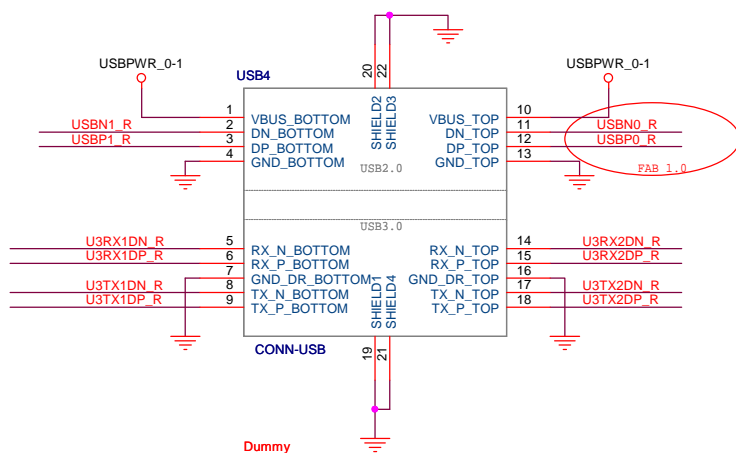 USBPWR_0-1
USBPWR_0-1
USB4
20
22
SHIELD2
SHIELD3
1
VBUS_BOTTOM
VBUS_TOP
10
USBN1_R
2
DN_BOTTOM
DN_TOP
11
USBN0_R
USBP1_R
3
DP_BOTTOM
DP_TOP
12
USBP0_R
4
GND_BOTTOM
GND_TOP
13
USB2.0
FAB 1.0
USB3.0
U3RX1DN_R
5
RX_N_BOTTOM
RX_N_TOP
14
U3RX2DN_R
U3RX1DP_R
6
RX_P_BOTTOM
RX_P_TOP
15
U3RX2DP_R
7
GND_DR_BOTTOM
GND_DR_TOP
16
U3TX1DN_R
8
TX_N_BOTTOM
TX_N_TOP
17
U3TX2DN_R
U3TX1DP_R
9
TX_P_BOTTOM
TX_P_TOP
18
U3TX2DP_R
SHIELD1
SHIELD4
19
21
CONN-USB
Dummy